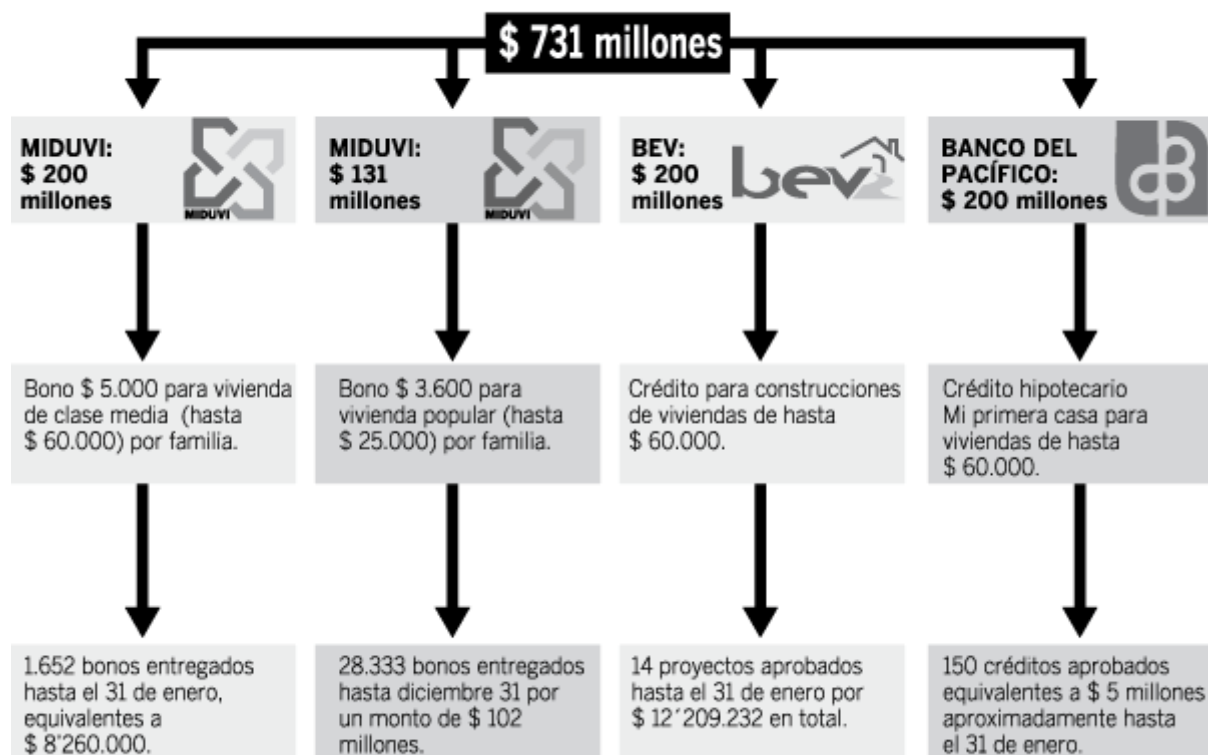 $ 731 millones
MIDUVI:
$ 200
millones
MIDUVI
MIDUVI:
$ 131
millones
MIDUVI
BEV:
$ 200
millones
bev
BANCO DEL
PACÍFICO:
$ 200 millones
Bono $ 5.000 para vivienda
de clase media (hasta
$ 60.000) por familia.
Bono $ 3.600 para
vivienda popular (hasta
$ 25.000) por familia.
Crédito para construcciones
de viviendas de hasta
$ 60.000.
Crédito hipotecario
Mi primera casa para
viviendas de hasta
$ 60.000.
1.652 bonos entregados
hasta el 31 de enero,
equivalentes a
$ 8'260.000.
28.333 bonos entregados
hasta diciembre 31 por
un monto de $ 102
millones.
14 proyectos aprobados
hasta el 31 de enero por
$ 12´209.232 en total.
150 créditos aprobados
equivalentes a $ 5 millones
aproximadamente hasta
el 31 de enero.